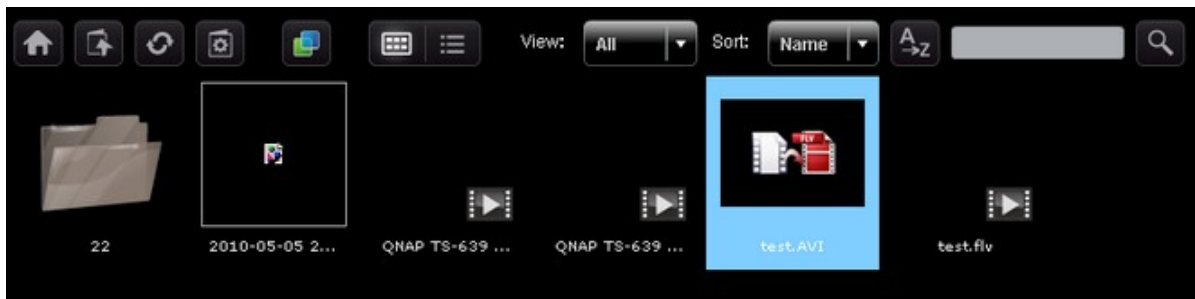 View: All Sort: Name A→Z
FLV
22 2010-05-05 2... QNAP TS-639 ... QNAP TS-639 ... test.AVI test.flv